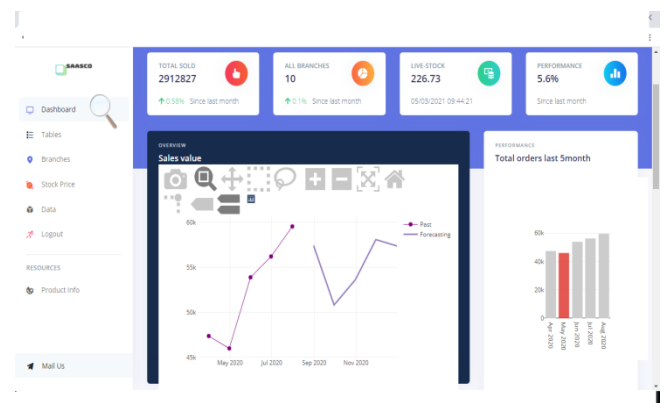 SAASCO
Dashboard
Tables
Branches
Stock Price
Data
Logout
RESOURCES
Product Info
Mail Us
TOTAL SOLD
2912827
0.58% Since last month
ALL BRANCHES
10
0.1% Since last month
LIVE-STOCK
226.73
05/03/2021 09:44:21
PERFORMANCE
5.6%
Since last month
OVERVIEW
Sales value
60k
55k
50k
45k
May 2020 Jul 2020 Sep 2020 Nov 2020
Past
Forecasting
PERFORMANCE
Total orders last 5month
60k
40k
20k
0
Apr 2020
May 2020
Jun 2020
Jul 2020
Aug 2020